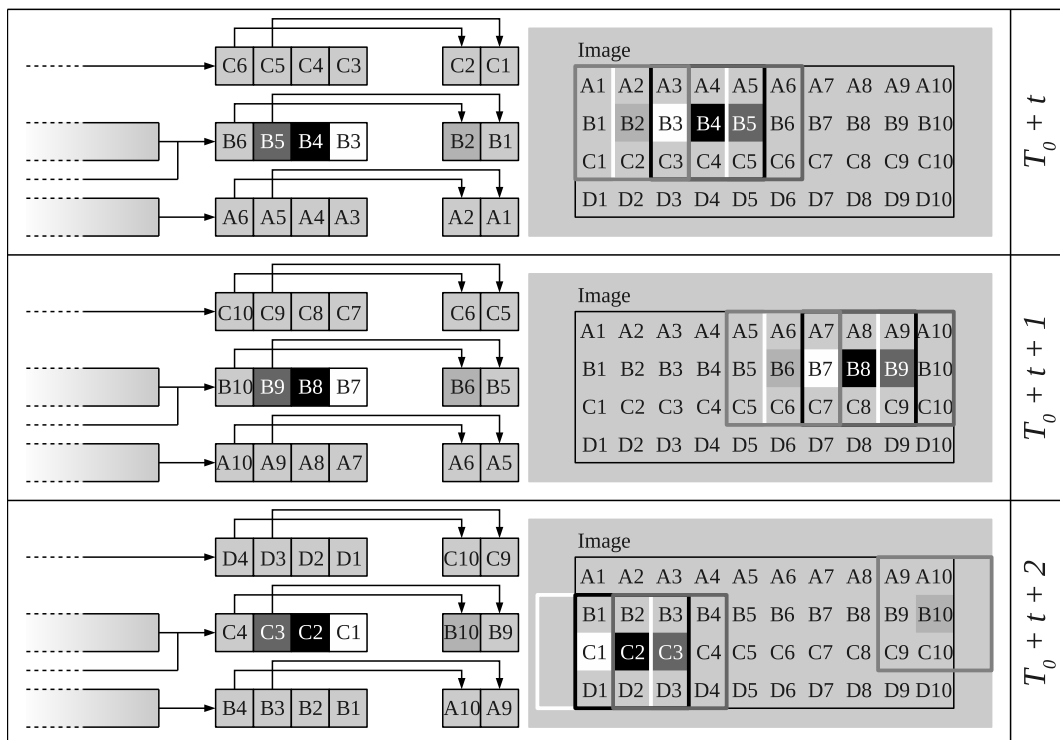 C6 C5 C4 C3 C2 C1
B6 B5 B4 B3 B2 B1
A6 A5 A4 A3 A2 A1
Image
A1 A2 A3 A4 A5 A6 A7 A8 A9 A10
B1 B2 B3 B4 B5 B6 B7 B8 B9 B10
C1 C2 C3 C4 C5 C6 C7 C8 C9 C10
D1 D2 D3 D4 D5 D6 D7 D8 D9 D10
T0 + t
C10 C9 C8 C7 C6 C5
B10 B9 B8 B7 B6 B5
A10 A9 A8 A7 A6 A5
Image
A1 A2 A3 A4 A5 A6 A7 A8 A9 A10
B1 B2 B3 B4 B5 B6 B7 B8 B9 B10
C1 C2 C3 C4 C5 C6 C7 C8 C9 C10
D1 D2 D3 D4 D5 D6 D7 D8 D9 D10
T0 + t + 1
D4 D3 D2 D1 C10 C9
C4 C3 C2 C1 B10 B9
B4 B3 B2 B1 A10 A9
Image
A1 A2 A3 A4 A5 A6 A7 A8 A9 A10
B1 B2 B3 B4 B5 B6 B7 B8 B9 B10
C1 C2 C3 C4 C5 C6 C7 C8 C9 C10
D1 D2 D3 D4 D5 D6 D7 D8 D9 D10
T0 + t + 2